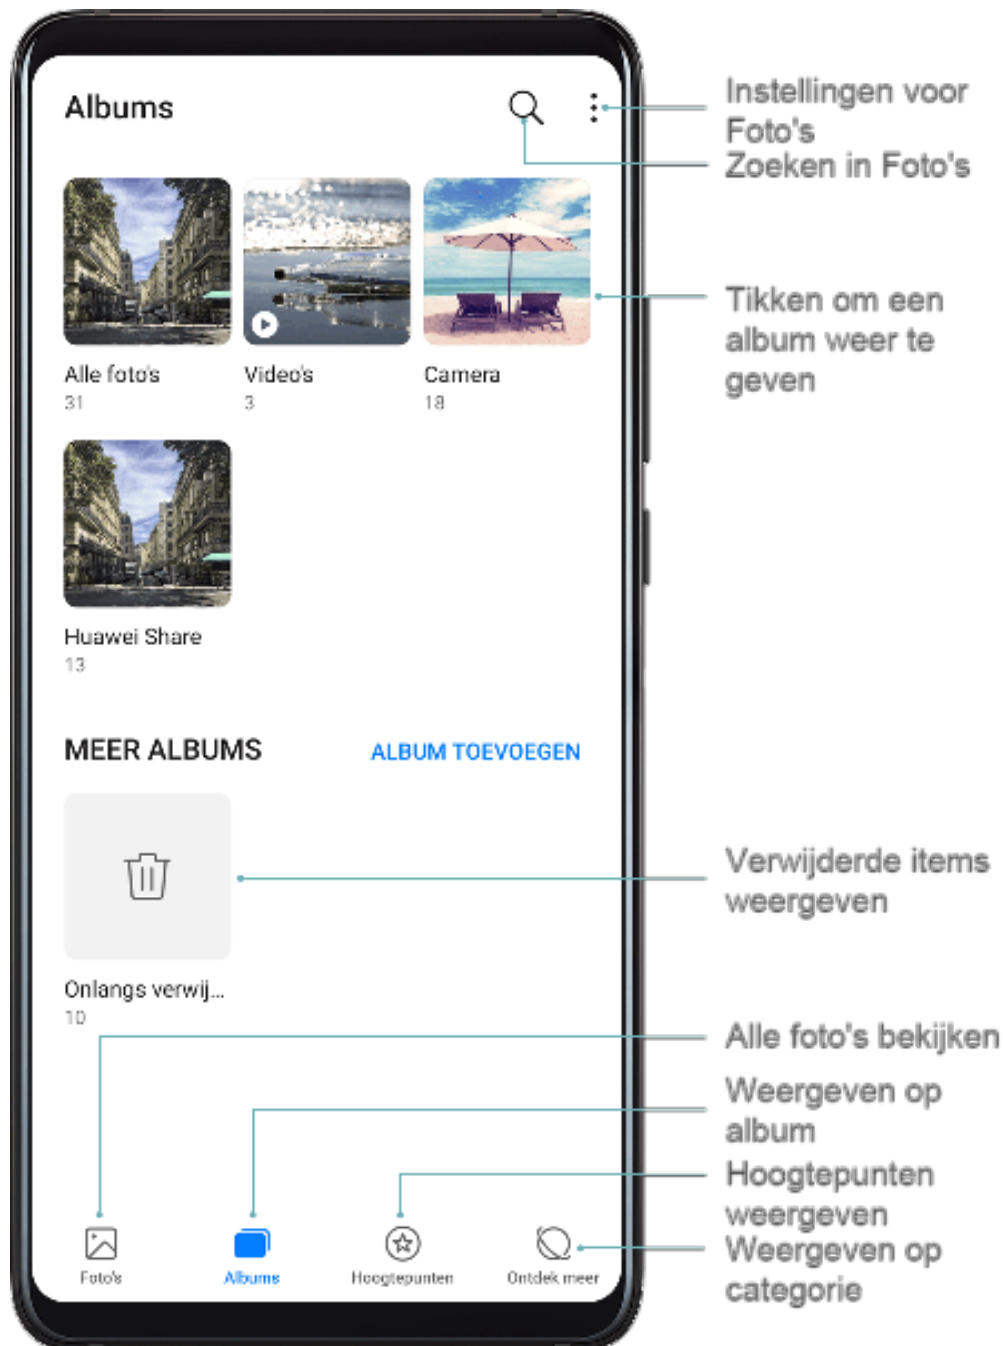 Albums
Instellingen voor
Foto's
Zoeken in Foto's
Tikken om een
album weer te
geven
Alle foto's
31
Video's
3
Camera
18
Huawei Share
13
MEER ALBUMS
ALBUM TOEVOEGEN
Verwijderde items
weergeven
Onlangs verwij...
10
Alle foto's bekijken
Weergeven op
album
Hoogtepunten
weergeven
Weergeven op
categorie
Foto's
Albums
Hoogtepunten
Ontdek meer